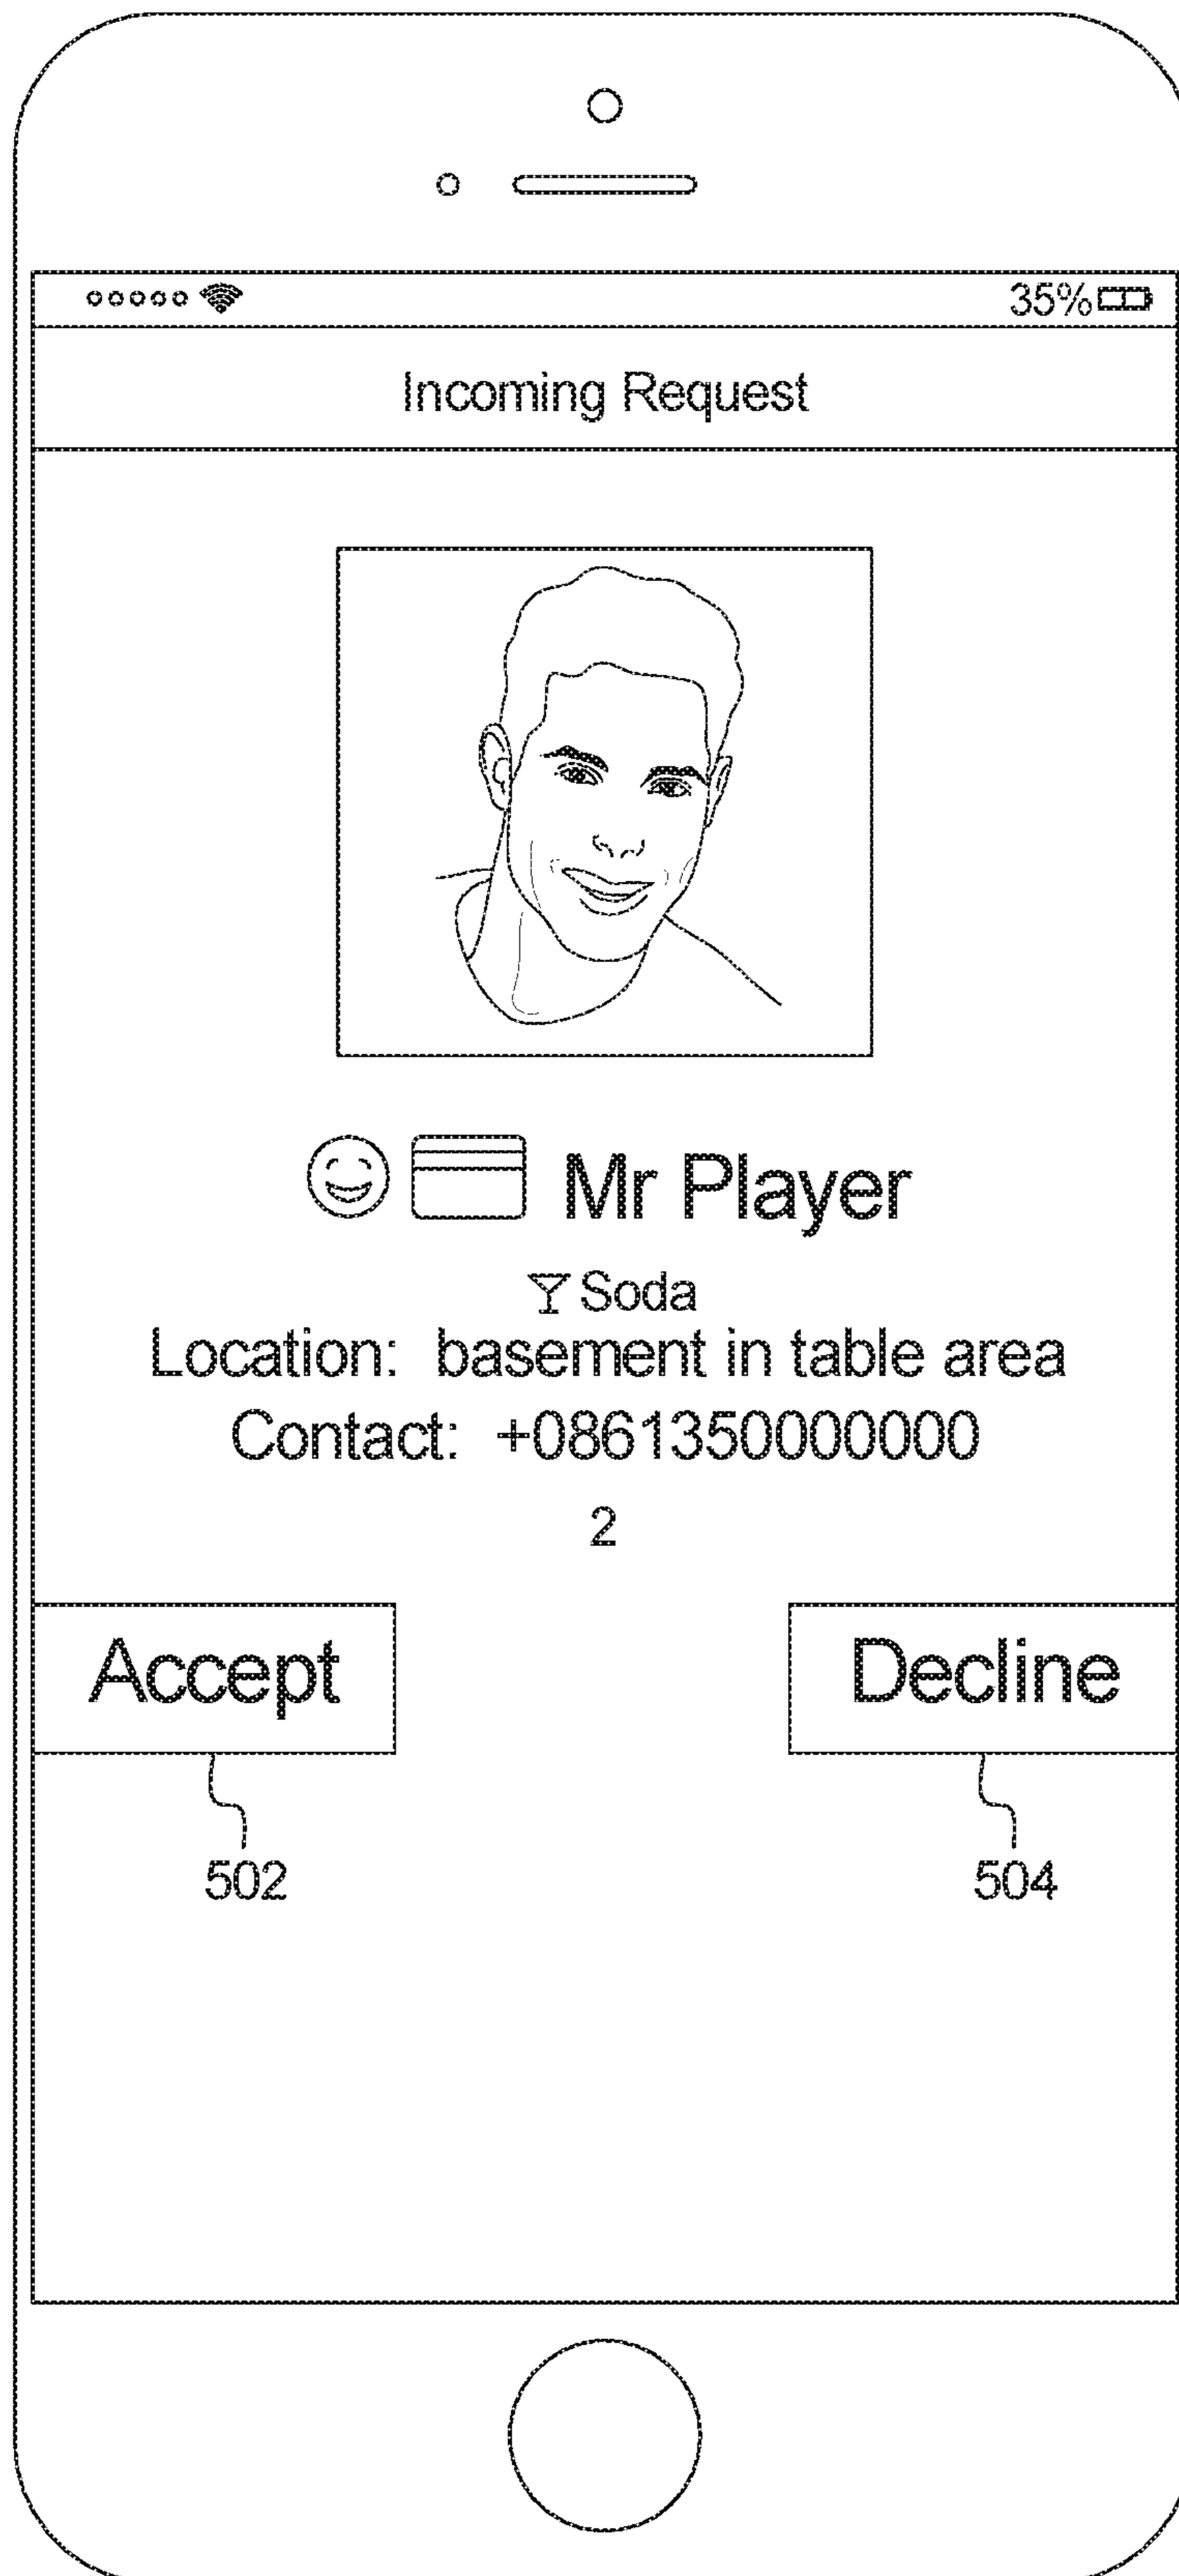 35%
Incoming Request
Mr Player
Soda
Location: basement in table area
Contact: +0861350000000
2
Accept
Decline
502
504